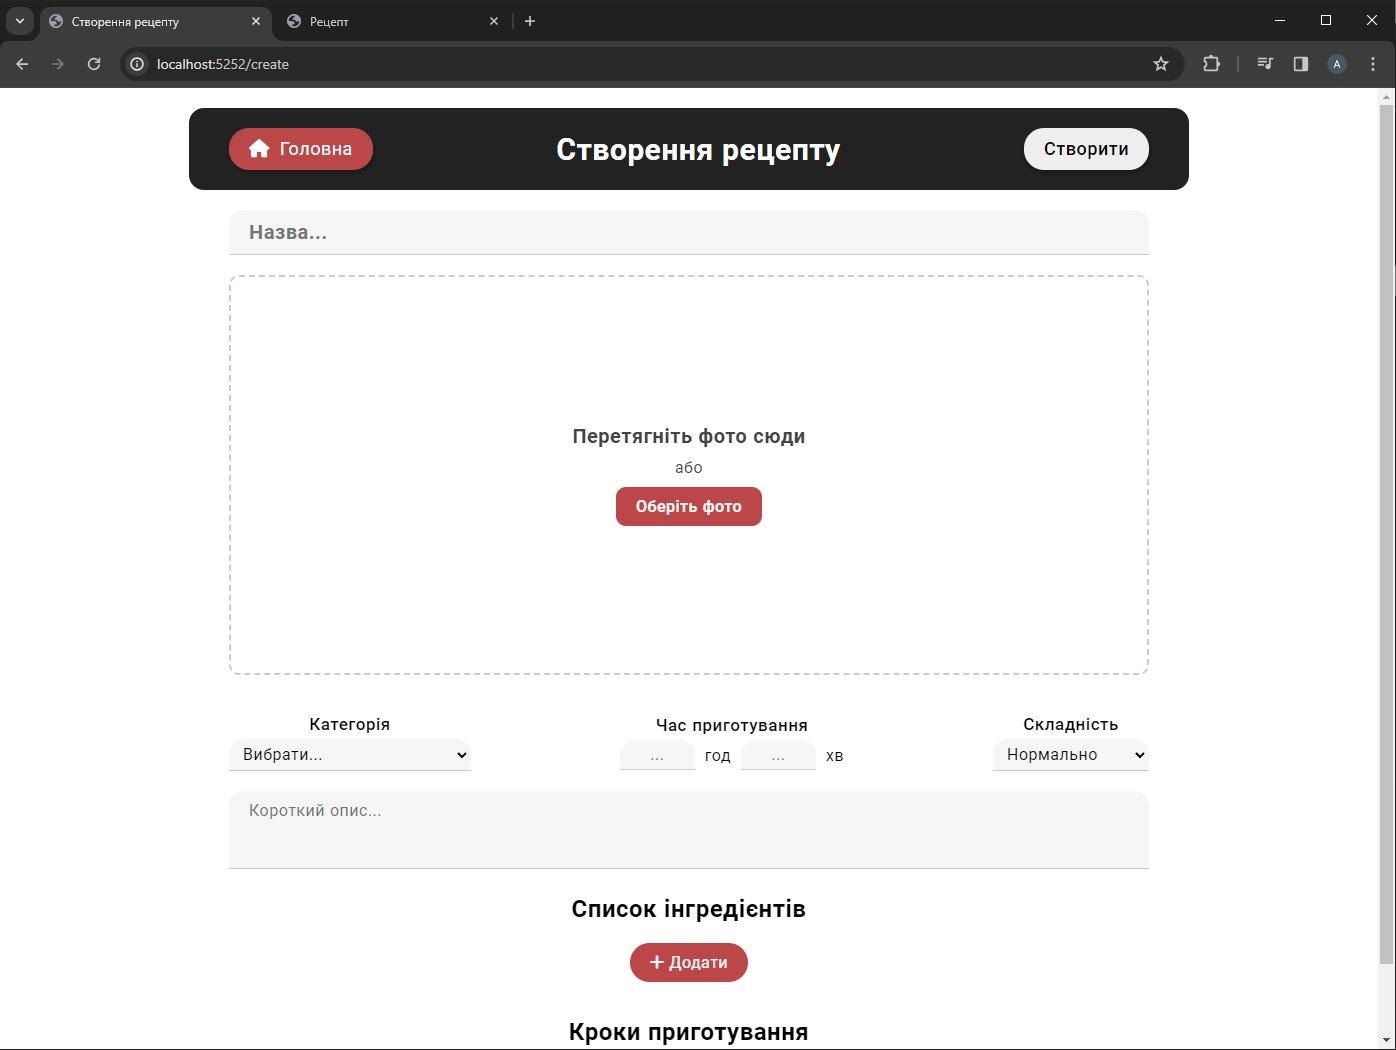 Створення рецепту
Рецепт
localhost:5252/create
A
Головна
Створення рецепту
Створити
Назва...
Перетягніть фото сюди
або
Оберіть фото
Категорія
Час приготування
Складність
Вибрати...
... год ... хв
Нормально
Короткий опис...
Список інгредієнтів
+ Додати
Кроки приготування